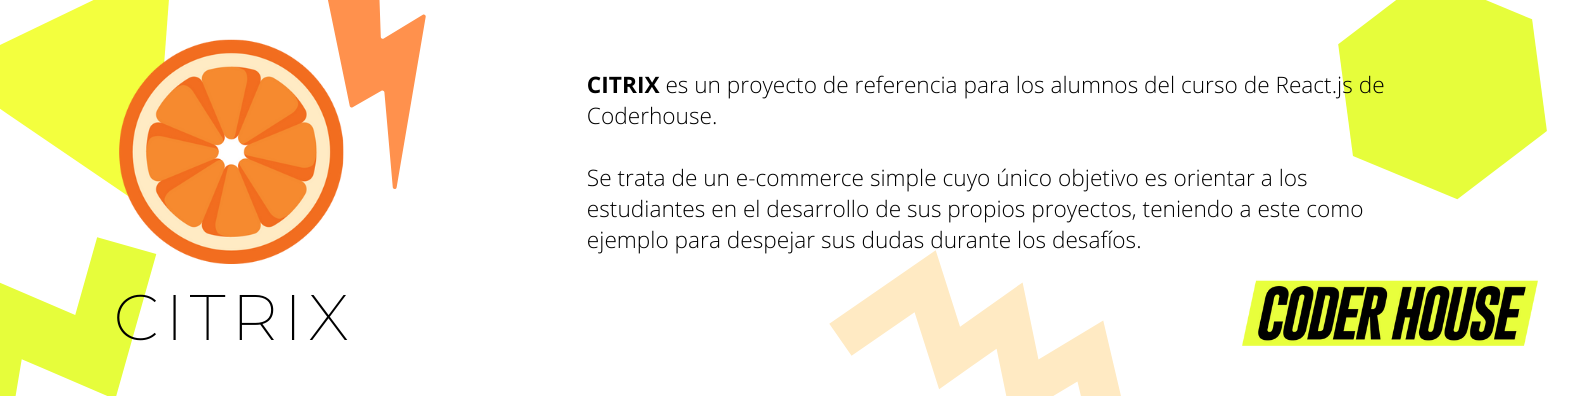 CITRIX es un proyecto de referencia para los alumnos del curso de React.js de
Coderhouse.
Se trata de un e-commerce simple cuyo único objetivo es orientar a los
estudiantes en el desarrollo de sus propios proyectos, teniendo a este como
ejemplo para despejar sus dudas durante los desafíos.
CITRIX
CODER HOUSE